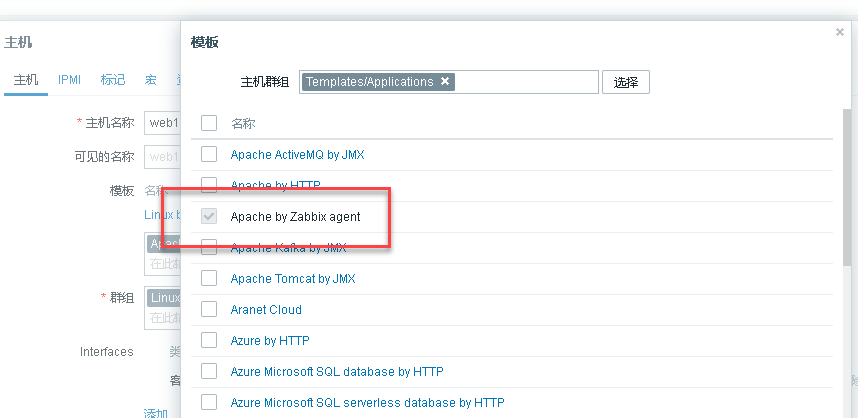 主机
模板
主机 IPMI 标记 宏
主机群组 Templates/Applications × 选择
* 主机名称 web1
名称
可见的名称 web1
Apache ActiveMQ by JMX
模板 名称
Apache by HTTP
Linux b
Apache by Zabbix agent
Apach
Apache Kafka by JMX
在此
Apache Tomcat by JMX
* 群组 Linux
Aranet Cloud
在此
Azure by HTTP
Interfaces 类
Azure Microsoft SQL database by HTTP
客
添加
Azure Microsoft SQL serverless database by HTTP